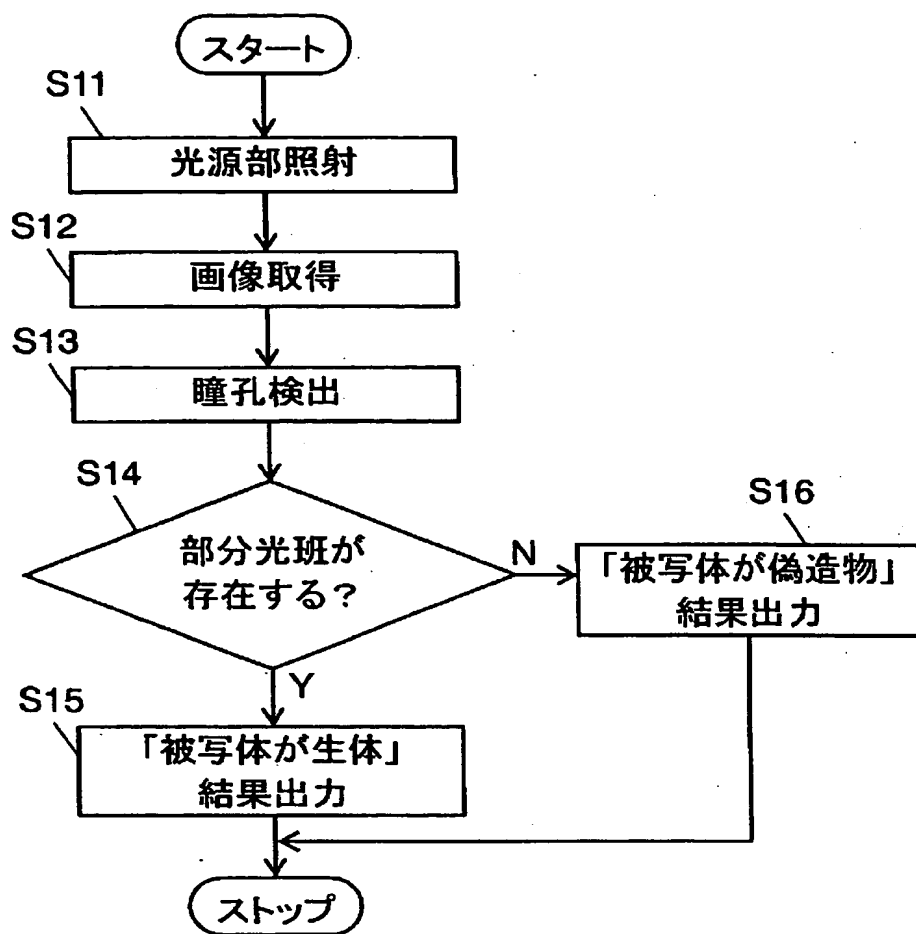 スタート
S11
光源部照射
S12
画像取得
S13
瞳孔検出
S14
部分光班が
存在する？
N
S16
「被写体が偽造物」
結果出力
Y
S15
「被写体が生体」
結果出力
ストップ